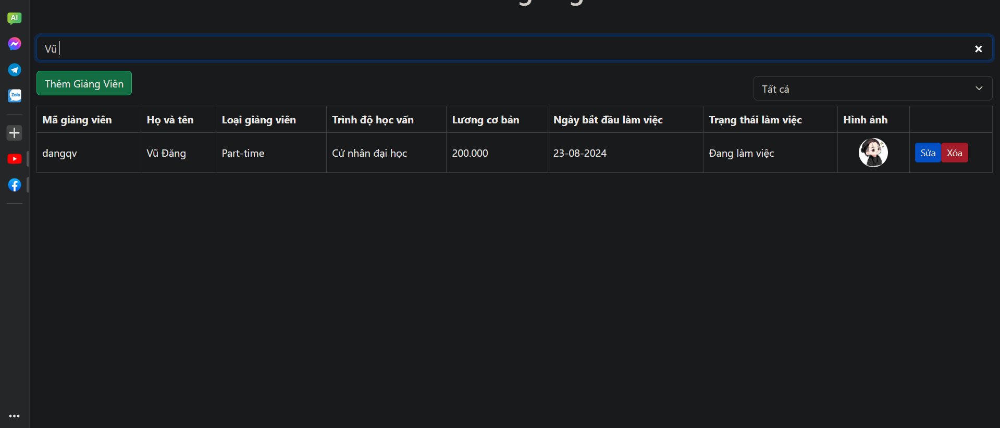 AI
Vũ
Zalo
Thêm Giảng Viên
Tất cả
Mã giảng viên Họ và tên Loại giảng viên Trình độ học vấn Lương cơ bản Ngày bắt đầu làm việc Trạng thái làm việc Hình ảnh
dangqv Vũ Đăng Part-time Cử nhân đại học 200.000 23-08-2024 Đang làm việc Sửa Xóa